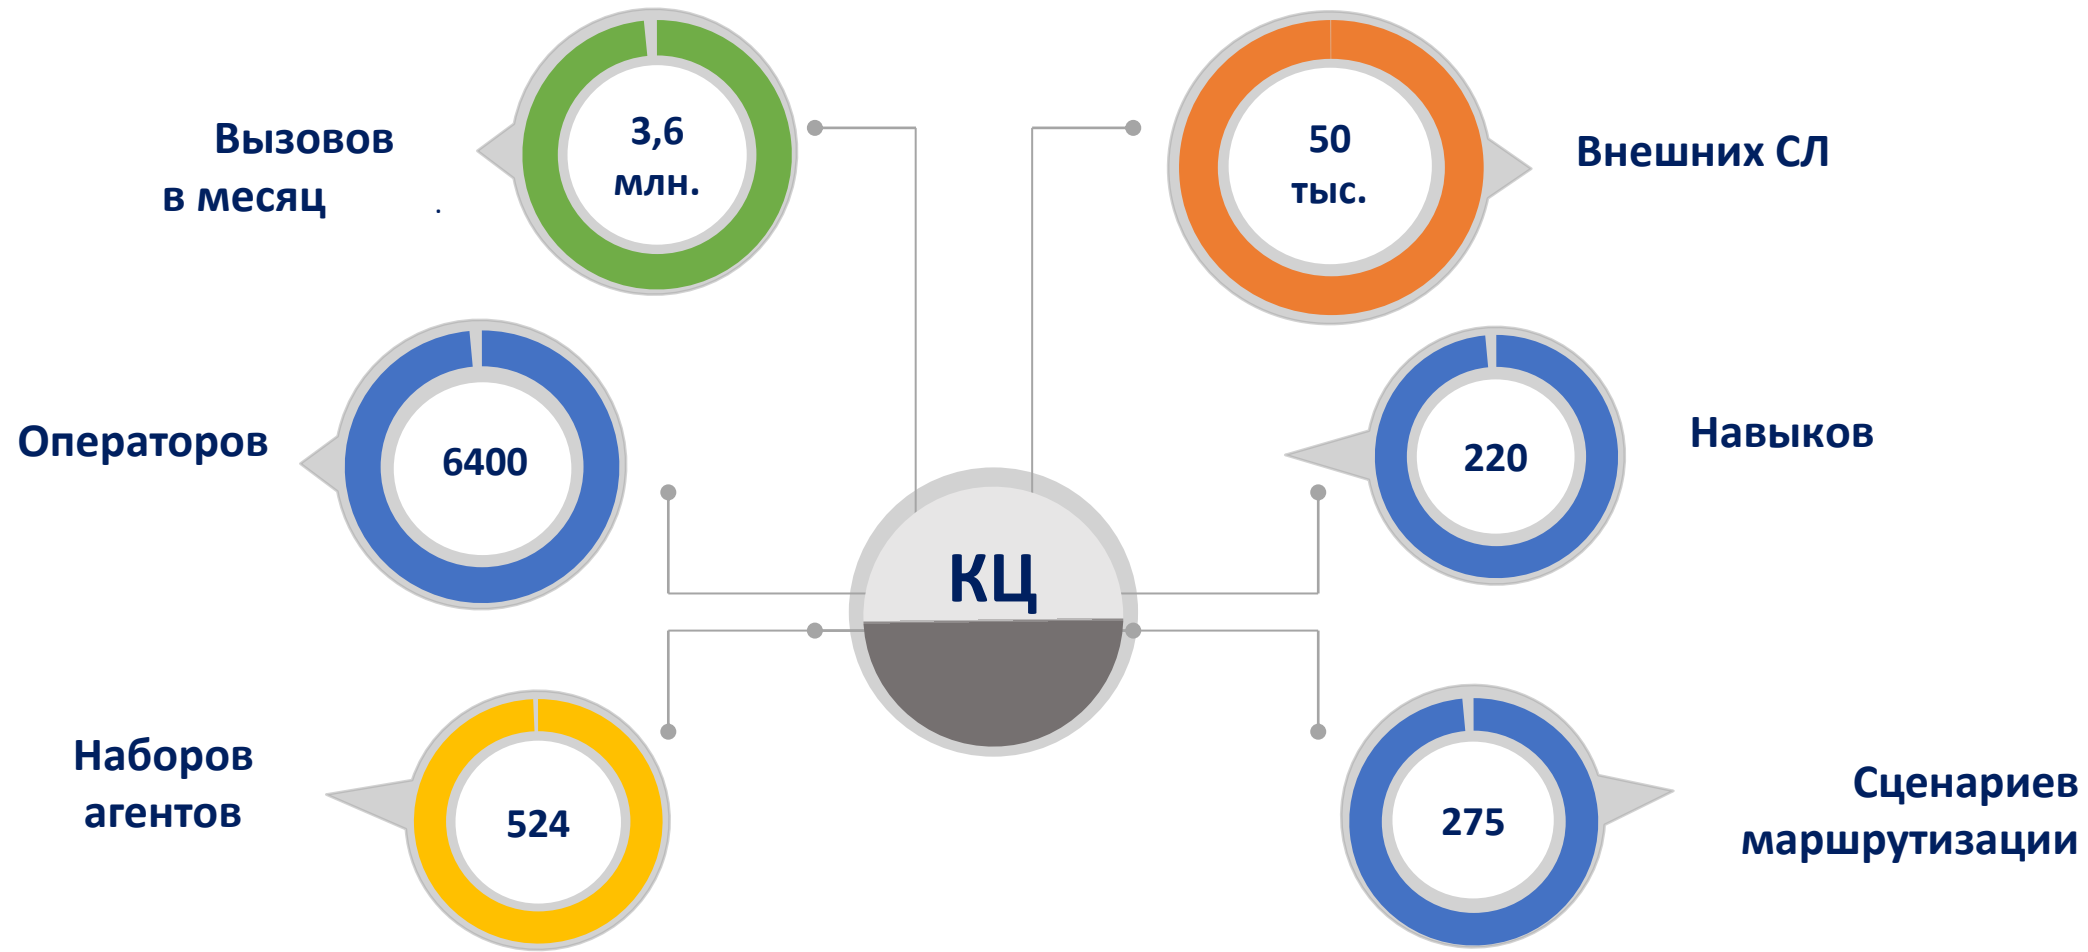 Вызовов
в месяц .
3,6
млн.
50
тыс.
Внешних СЛ
Операторов
6400
КЦ
220
Навыков
Наборов
агентов
524
275
Сценариев
маршрутизации